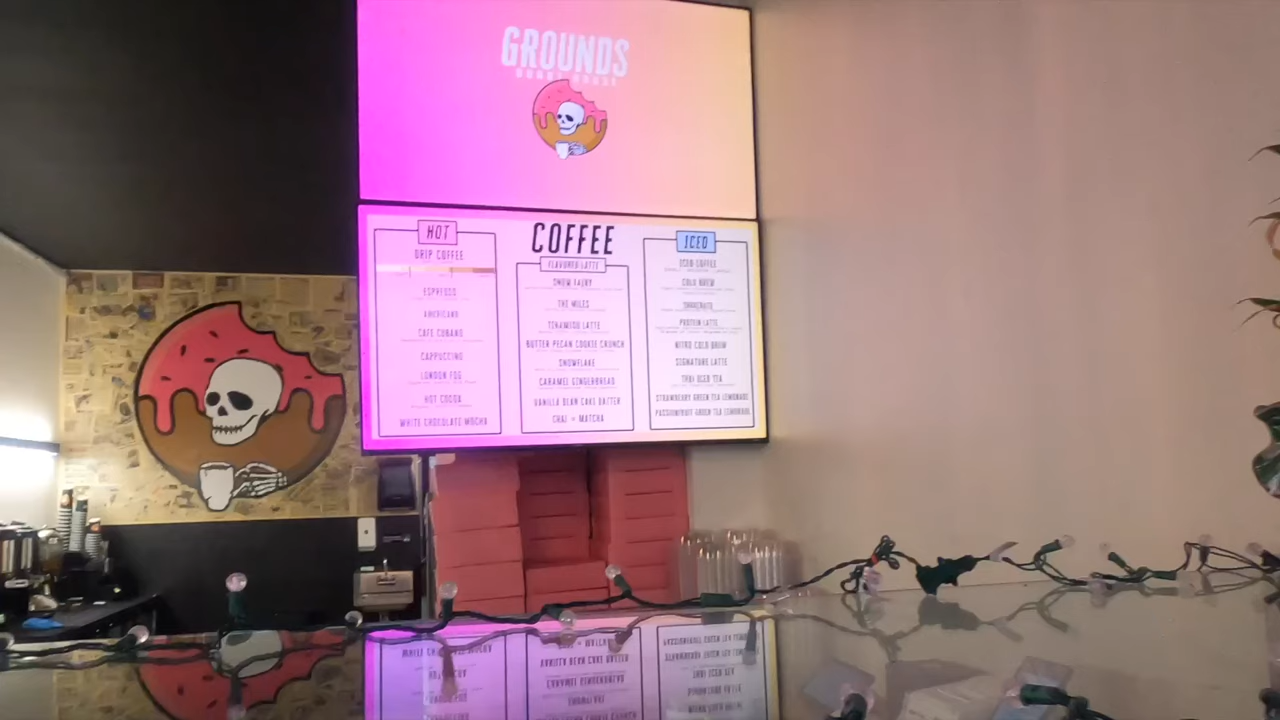 GROUNDS
DONUT HOUSE
HOT
DRIP COFFEE
ESPRESSO
AMERICANO
CAFE CUBANO
CAPPUCCINO
LONDON FOG
HOT COCOA
WHITE CHOCOLATE MOCHA
COFFEE
FLAVORED LATTE
SNOW FAIRY
THE MILES
TIRAMISU LATTE
BUTTER PECAN COOKIE CRUNCH
SNOWFLAKE
CARAMEL GINGERBREAD
VANILLA BEAN CAKE BATTER
CHAI + MATCHA
ICED
ICED COFFEE
COLD BREW
PROTEIN LATTE
NITRO COLD BREW
SIGNATURE LATTE
THAI ICED TEA
STRAWBERRY GREEN TEA LEMONADE
PASSIONFRUIT GREEN TEA LEMONADE